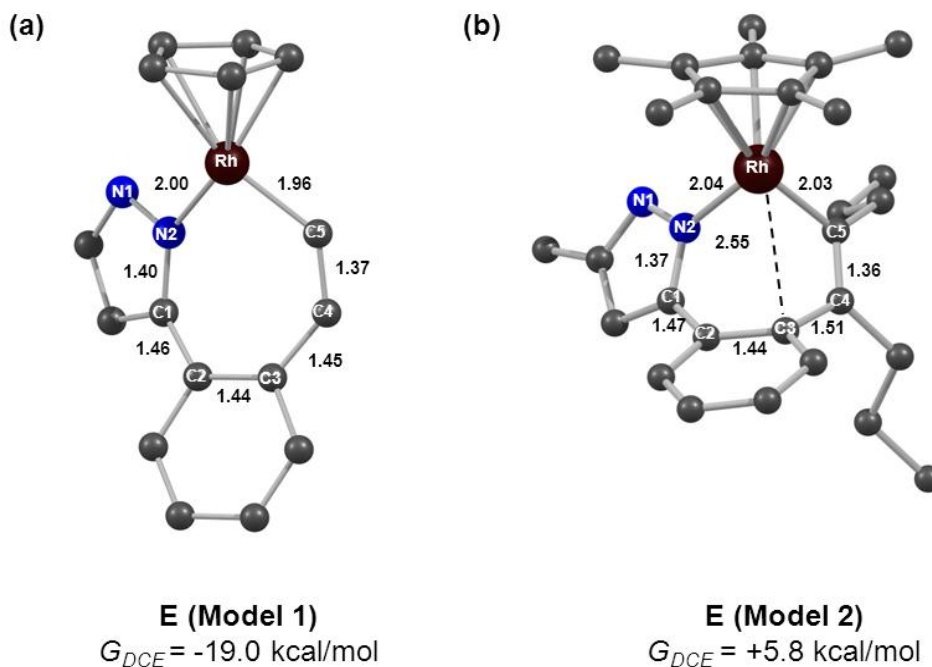 (a)
(b)
Rh
Rh
N1
2.00
1.96
N2
C5
1.40
1.37
C1
C4
1.46
1.45
C2
C3
1.44
2.04
2.03
N1
N2
2.55
C5
1.37
1.36
C1
C4
1.47
C2
C3
1.51
1.44
E (Model 1)
G_DCE = -19.0 kcal/mol
E (Model 2)
G_DCE = +5.8 kcal/mol